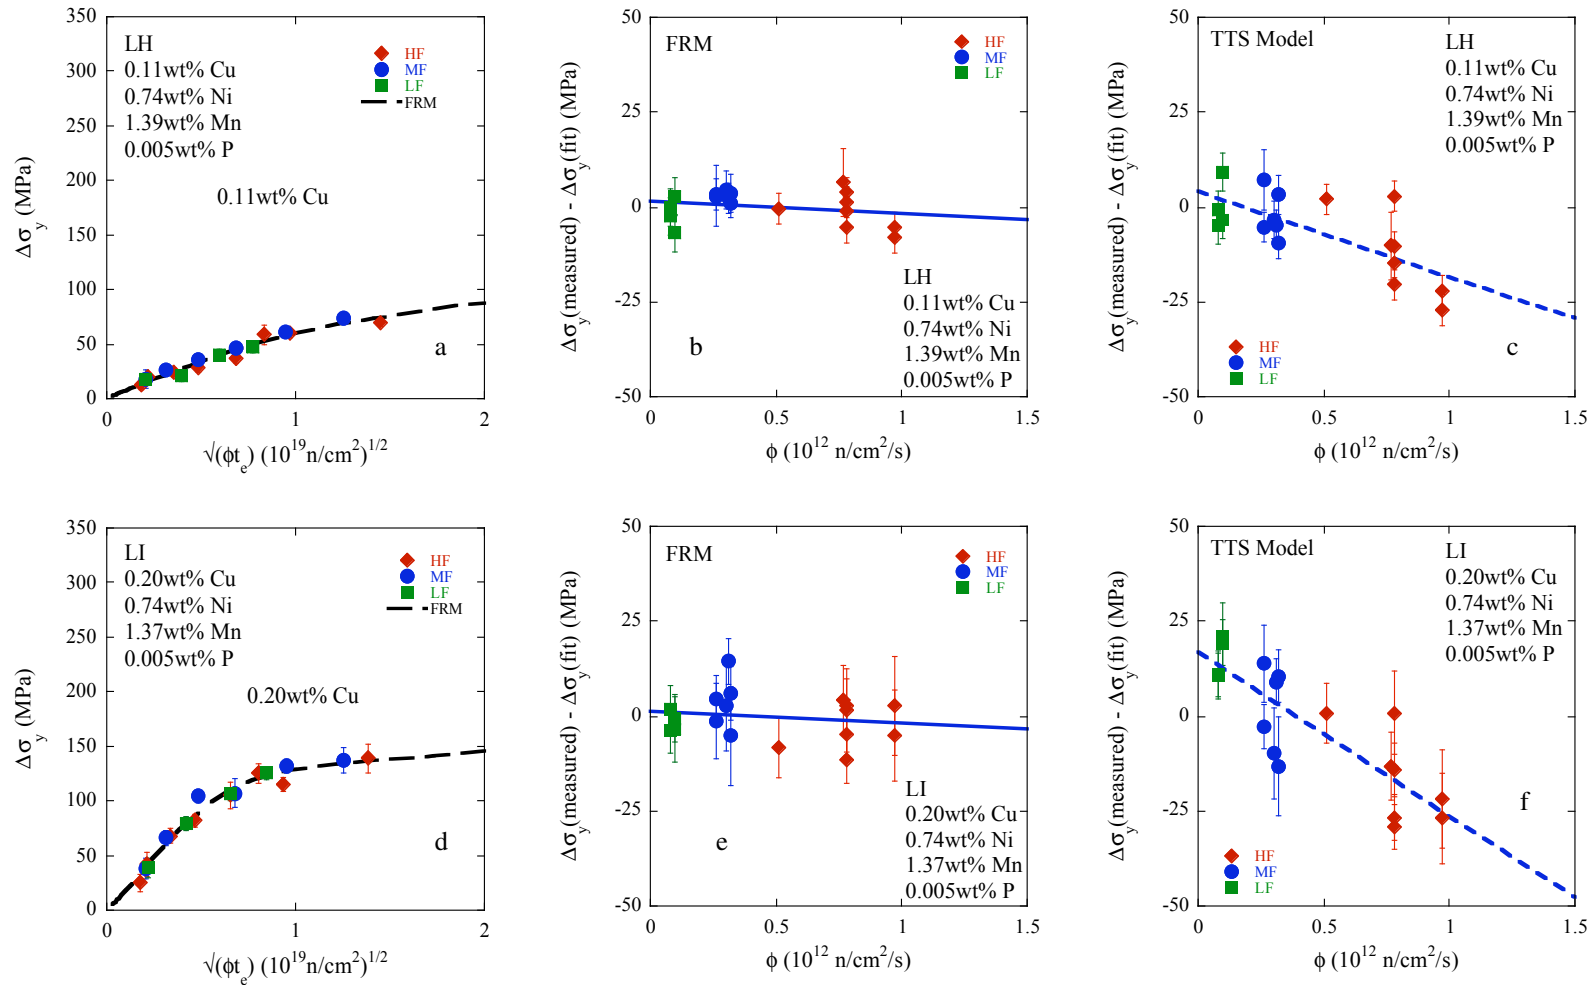 350
300
250
200
150
100
50
0
Δσy (MPa)
LH
0.11wt% Cu
0.74wt% Ni
1.39wt% Mn
0.005wt% P
HF
MF
LF
FRM
0.11wt% Cu
a
0
1
2
√(ϕte) (10^19n/cm^2)^1/2
50
25
0
-25
-50
Δσy(measured) - Δσy(fit) (MPa)
FRM
HF
MF
LF
LH
0.11wt% Cu
0.74wt% Ni
1.39wt% Mn
0.005wt% P
b
0
0.5
1
1.5
ϕ (10^12 n/cm^2/s)
50
25
0
-25
-50
Δσy(measured) - Δσy(fit) (MPa)
TTS Model
LH
0.11wt% Cu
0.74wt% Ni
1.39wt% Mn
0.005wt% P
HF
MF
LF
c
0
0.5
1
1.5
ϕ (10^12 n/cm^2/s)
350
300
250
200
150
100
50
0
Δσy (MPa)
LI
0.20wt% Cu
0.74wt% Ni
1.37wt% Mn
0.005wt% P
HF
MF
LF
FRM
0.20wt% Cu
d
0
1
2
√(ϕte) (10^19n/cm^2)^1/2
50
25
0
-25
-50
Δσy(measured) - Δσy(fit) (MPa)
FRM
HF
MF
LF
LI
0.20wt% Cu
0.74wt% Ni
1.37wt% Mn
0.005wt% P
e
0
0.5
1
1.5
ϕ (10^12 n/cm^2/s)
50
25
0
-25
-50
Δσy(measured) - Δσy(fit) (MPa)
TTS Model
LI
0.20wt% Cu
0.74wt% Ni
1.37wt% Mn
0.005wt% P
f
HF
MF
LF
0
0.5
1
1.5
ϕ (10^12 n/cm^2/s)